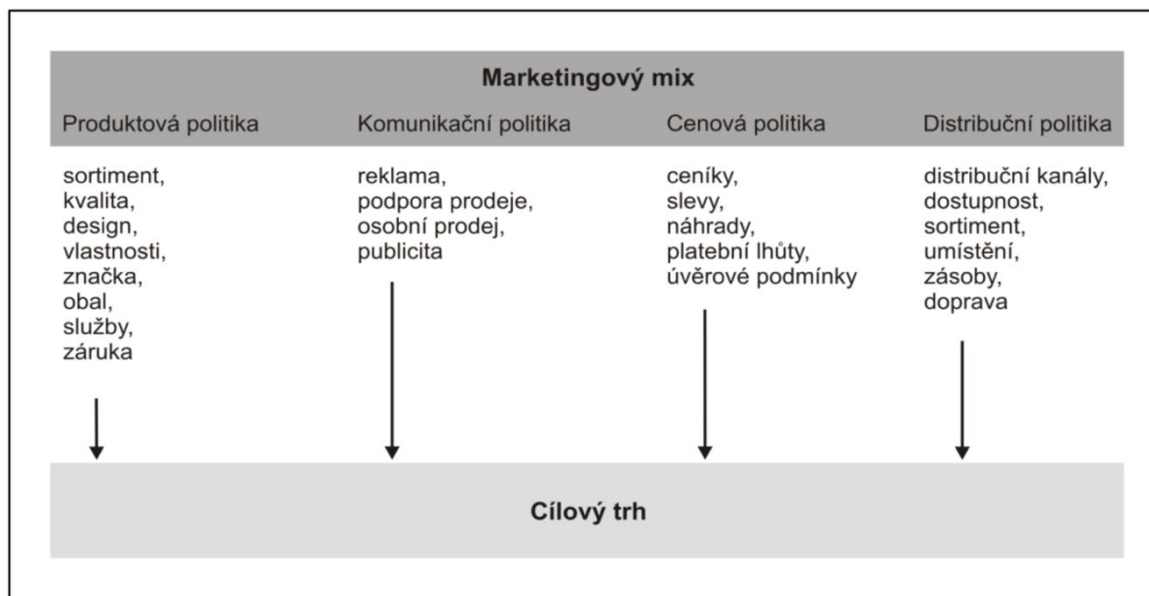 Marketingový mix
Produktová politika
Komunikační politika
Cenová politika
Distribuční politika
sortiment,
kvalita,
design,
vlastnosti,
značka,
obal,
služby,
záruka
reklama,
podpora prodeje,
osobní prodej,
publicita
ceníky,
slevy,
náhrady,
platební lhůty,
úvěrové podmínky
distribuční kanály,
dostupnost,
sortiment,
umístění,
zásoby,
doprava
Cílový trh